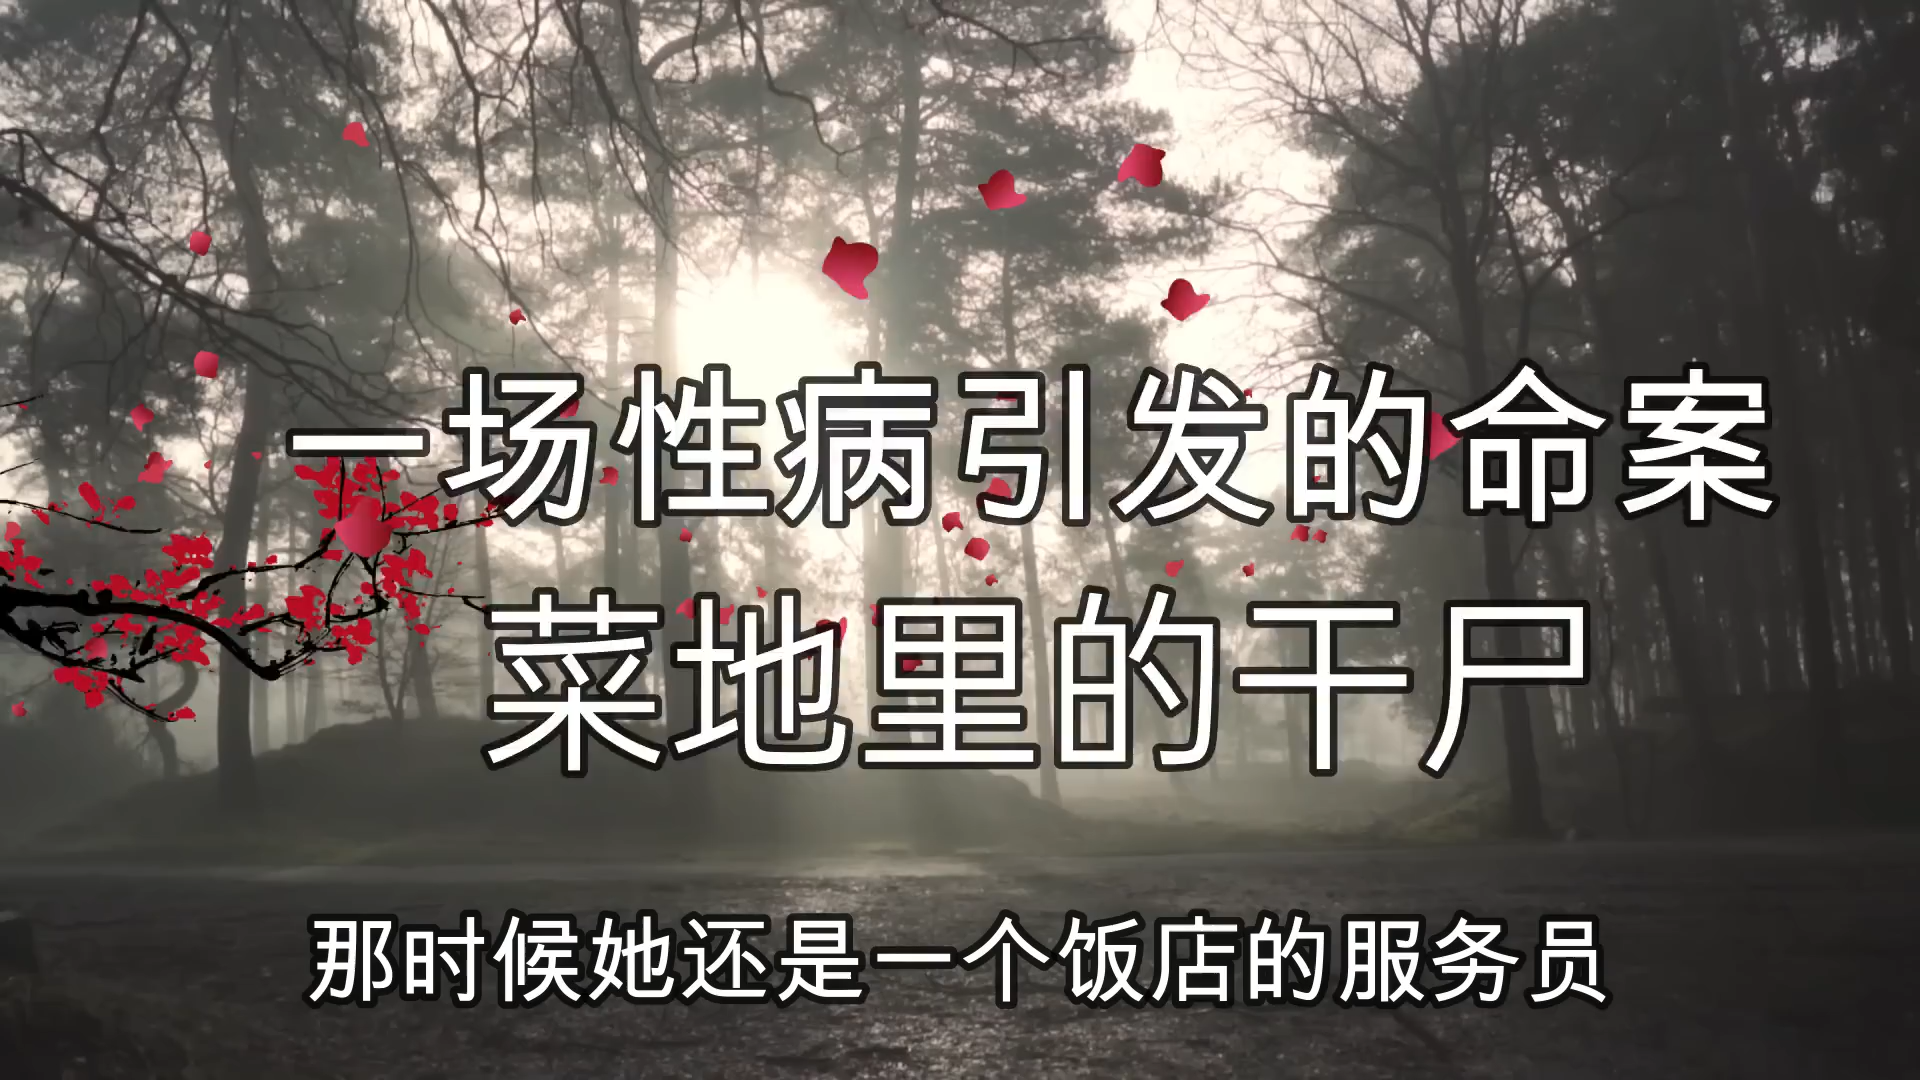 一场性病引发的命案
菜地里的干尸
那时候她还是一个饭店的服务员